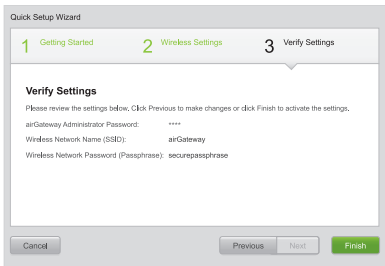 Quick Setup Wizard
1 Getting Started 2 Wireless Settings 3 Verify Settings
Verify Settings
Please review the settings below. Click Previous to make changes or click Finish to activate the settings.
airGateway Administrator Password: ****
Wireless Network Name (SSID): airGateway
Wireless Network Password (Passphrase): securepassphrase
Cancel Previous Next Finish